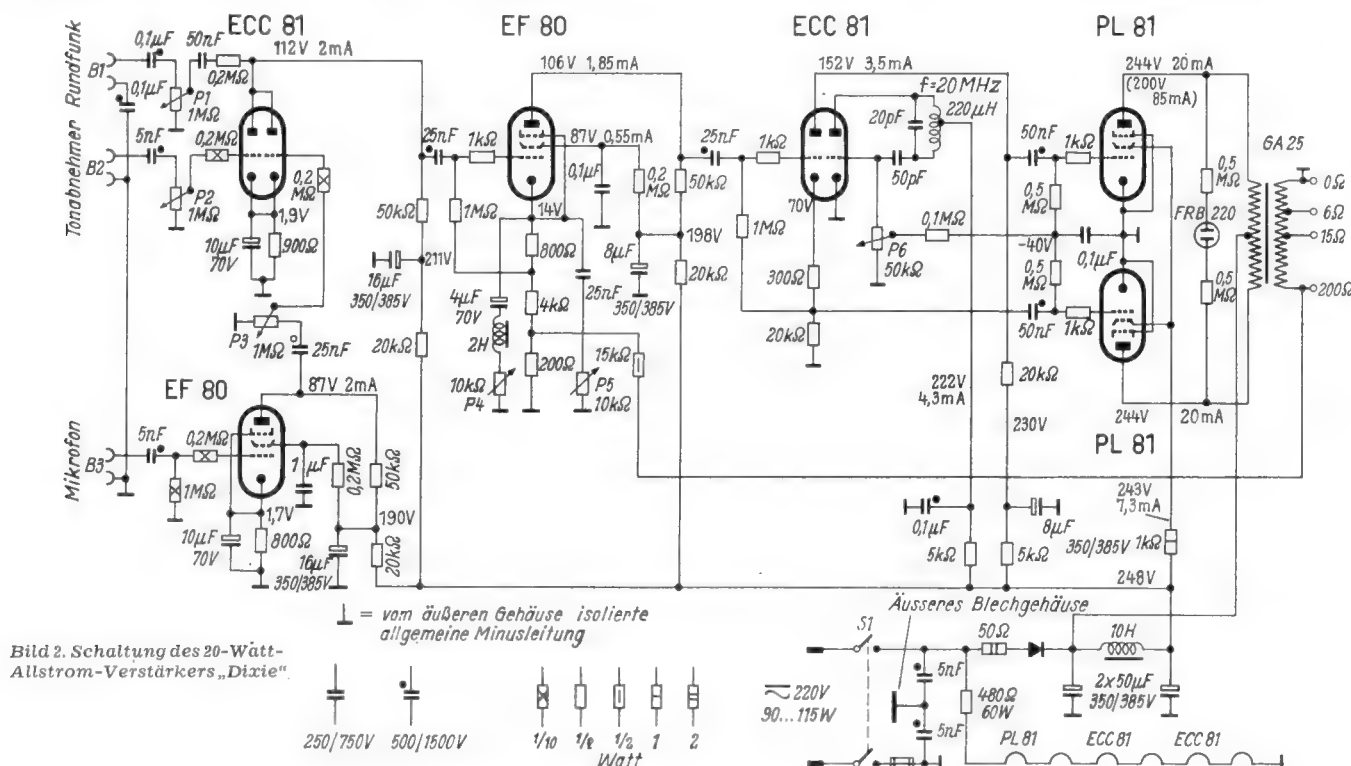 ECC 81
EF 80
ECC 81
PL 81
Tonabnehmer Rundfunk
B1
B2
0,1µF
50nF
0,2MΩ
112V 2mA
0,1µF
P1
1MΩ
5nF
0,2MΩ
P2
1MΩ
0,2
MΩ
1,9V
10µF
70V
900Ω
P3
1MΩ
25nF
50kΩ
211V
16µF
350/385V
20kΩ
106V 1,85mA
25nF
1kΩ
87V 0,55mA
0,1µF
0,2
MΩ
50kΩ
1MΩ
14V
800Ω
198V
8µF
350/385V
20kΩ
4µF
70V
4kΩ
25nF
2H
200Ω
15kΩ
10kΩ
P4
P5
10kΩ
152V 3,5mA
f=20MHz
20pF
220µH
25nF
1kΩ
50pF
70V
1MΩ
0,1MΩ
P6
50kΩ
300Ω
20kΩ
222V
4,3mA
20kΩ
230V
244V 20mA
(200V
85mA)
50nF
1kΩ
0,5
MΩ
-40V
0,1µF
0,5
MΩ
50nF
1kΩ
0,5
MΩ
FRB 220
0,5
MΩ
GA 25
0Ω
6Ω
15Ω
200Ω
244V
20mA
PL 81
243V
7,3mA
1kΩ
248V
0,1µF
5kΩ
5kΩ
8µF
350/385V
Mikrofon
B3
EF 80
87V 2mA
5nF
0,2MΩ
1MΩ
1 µF
0,2MΩ
50kΩ
1,7V
190V
10µF
70V
800Ω
16µF
350/385V
20kΩ
= vom äußeren Gehäuse isolierte
allgemeine Minusleitung
Bild 2. Schaltung des 20-Watt-
Allstrom-Verstärkers „Dixie“
250/750V
500/1500V
1/10
1/4
1/2
1
2
Watt
Äusseres Blechgehäuse
S1
220V
90...115W
5nF
5nF
50Ω
480Ω
60W
10H
2x50µF
350/385V
PL 81
ECC 81
ECC 81